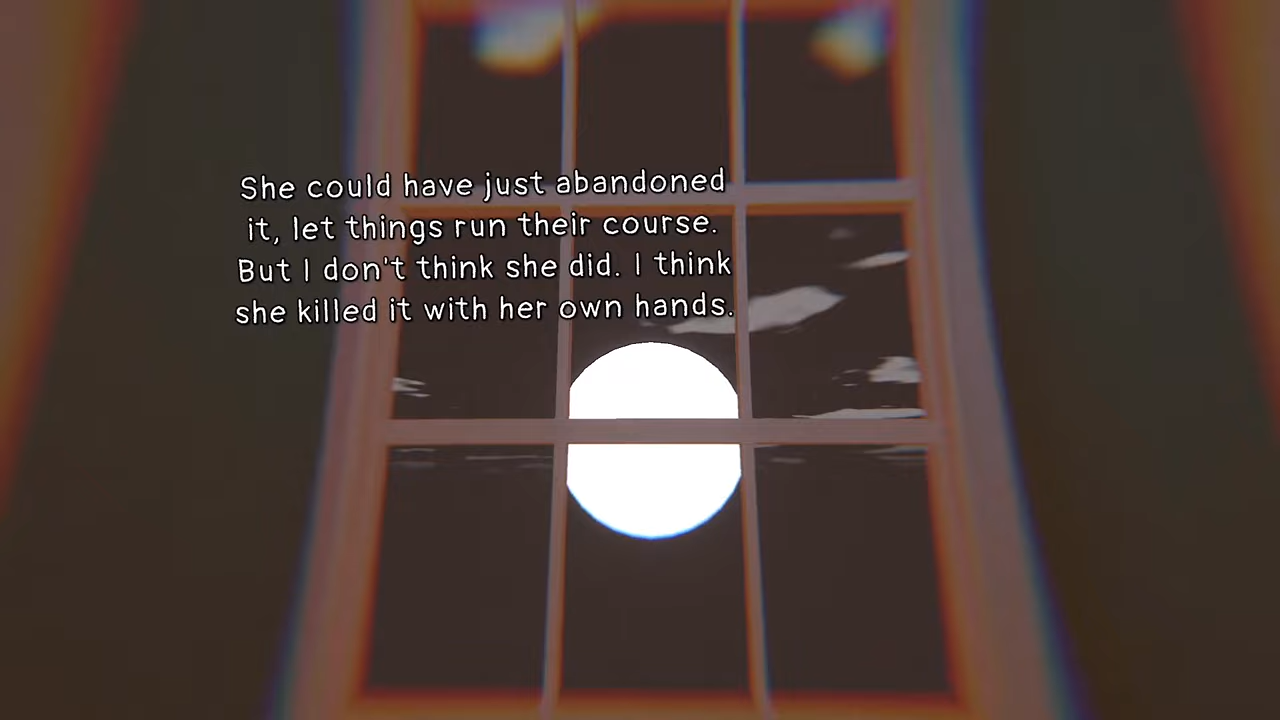 She could have just abandoned
it, let things run their course.
But I don't think she did. I think
she killed it with her own hands.